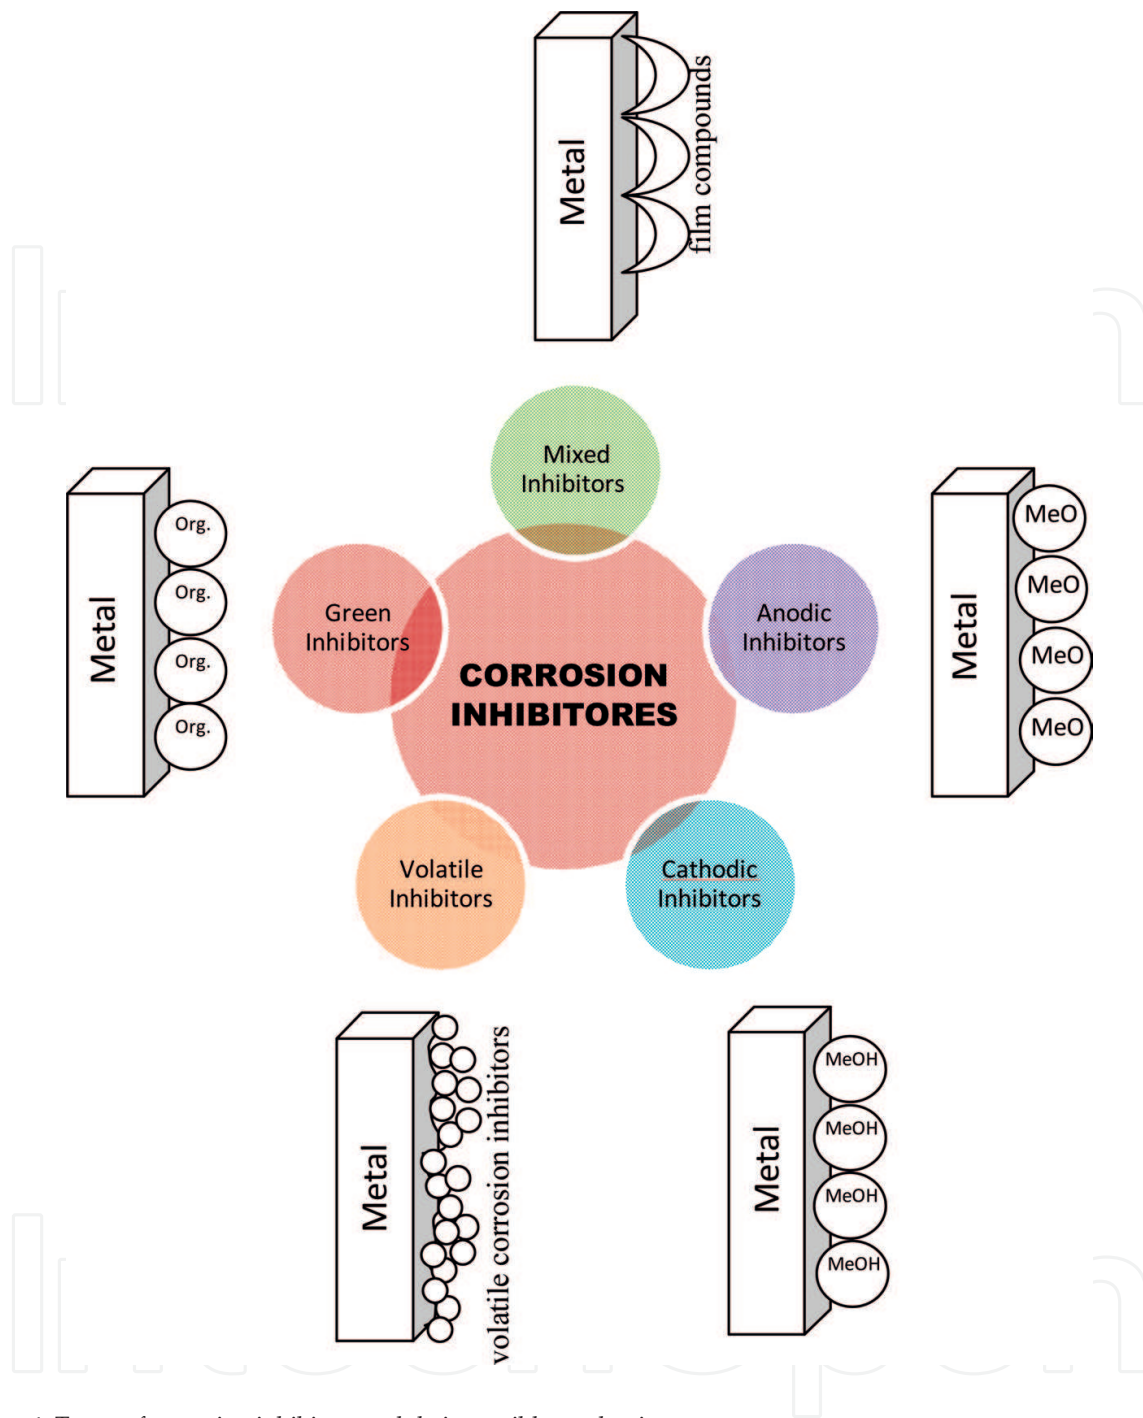 Metal
film compounds
Mixed
Inhibitors
Metal
Org.
Org.
Org.
Org.
Green
Inhibitors
CORROSION
INHIBITORES
Anodic
Inhibitors
Metal
MeO
MeO
MeO
MeO
Volatile
Inhibitors
Cathodic
Inhibitors
Metal
volatile corrosion inhibitors
Metal
MeOH
MeOH
MeOH
MeOH